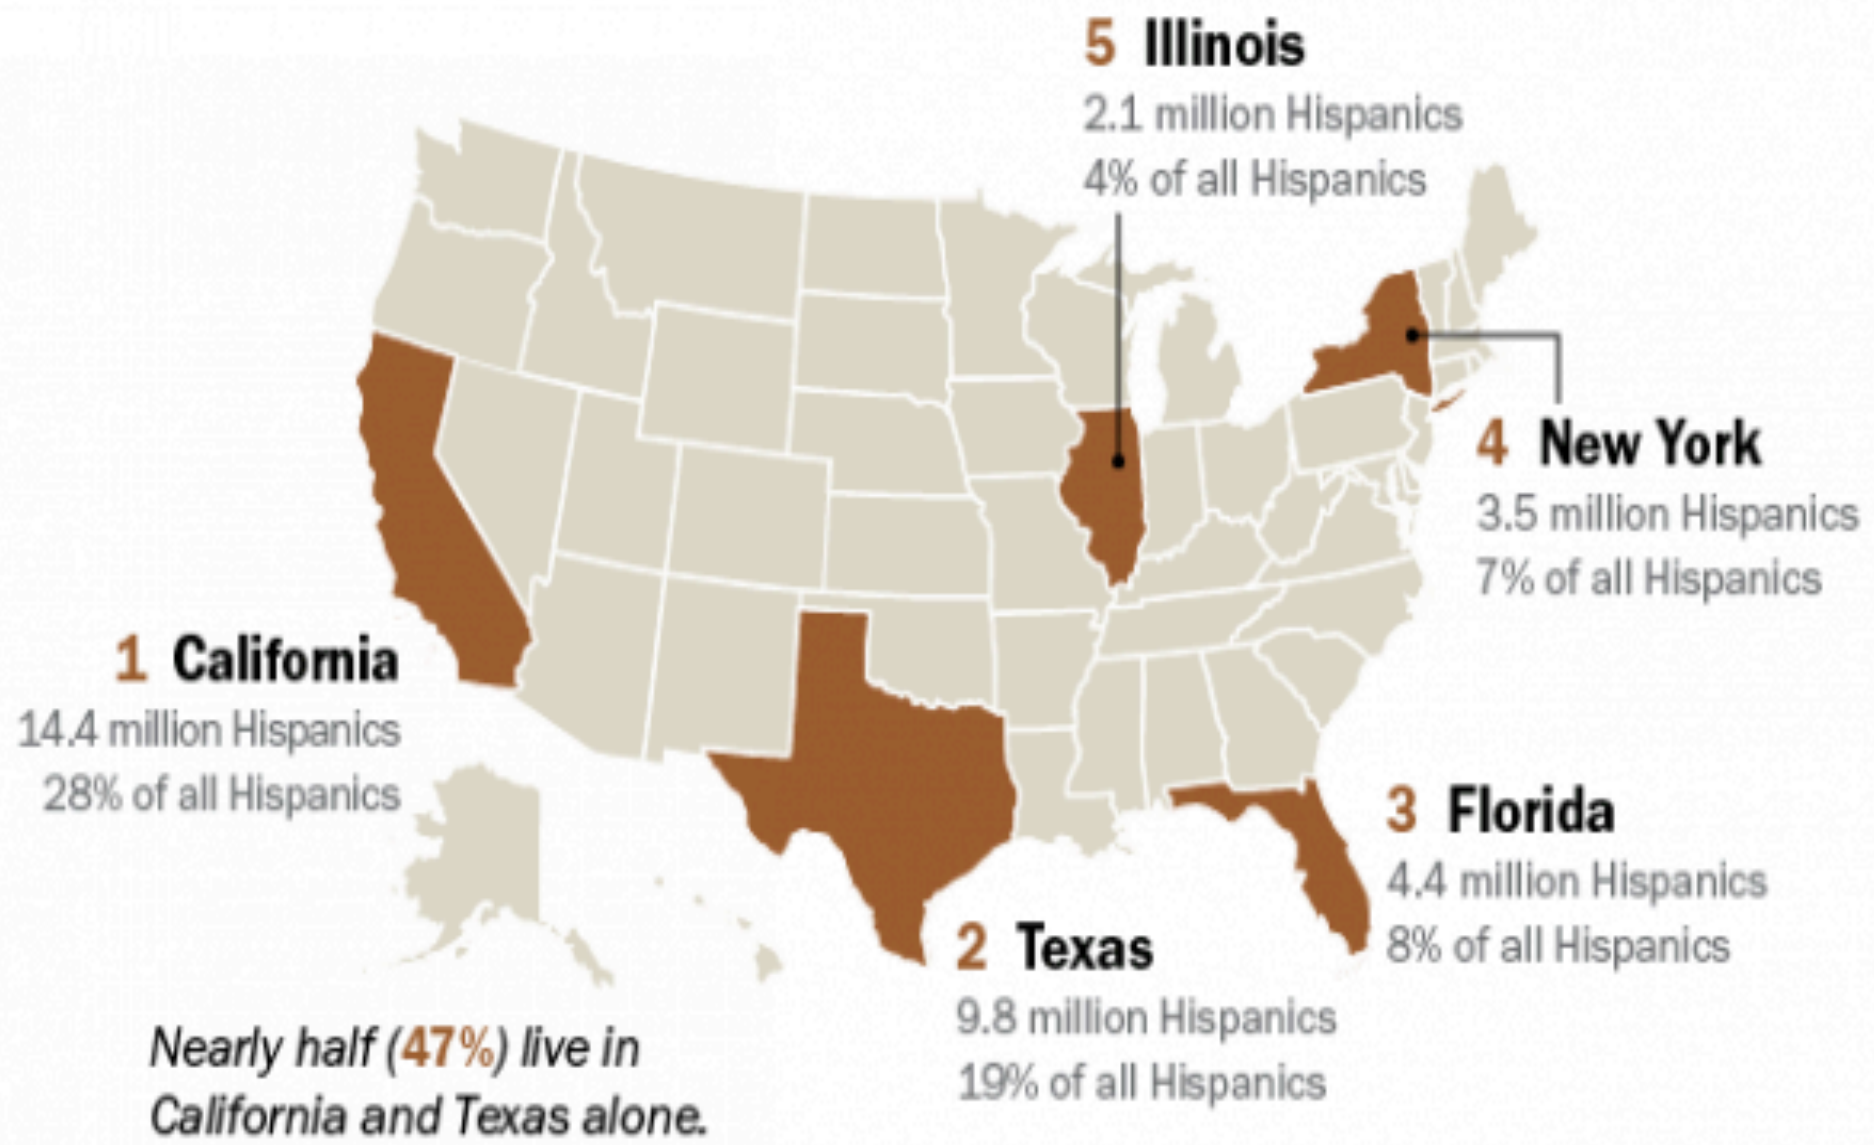 5 Illinois
2.1 million Hispanics
4% of all Hispanics
4 New York
3.5 million Hispanics
7% of all Hispanics
1 California
14.4 million Hispanics
28% of all Hispanics
3 Florida
4.4 million Hispanics
8% of all Hispanics
2 Texas
9.8 million Hispanics
19% of all Hispanics
Nearly half (47%) live in
California and Texas alone.